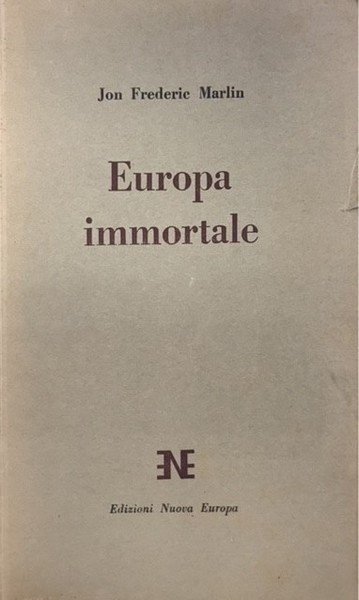 Jon Frederic Marlin
Europa
immortale
ENE
Edizioni Nuova Europa